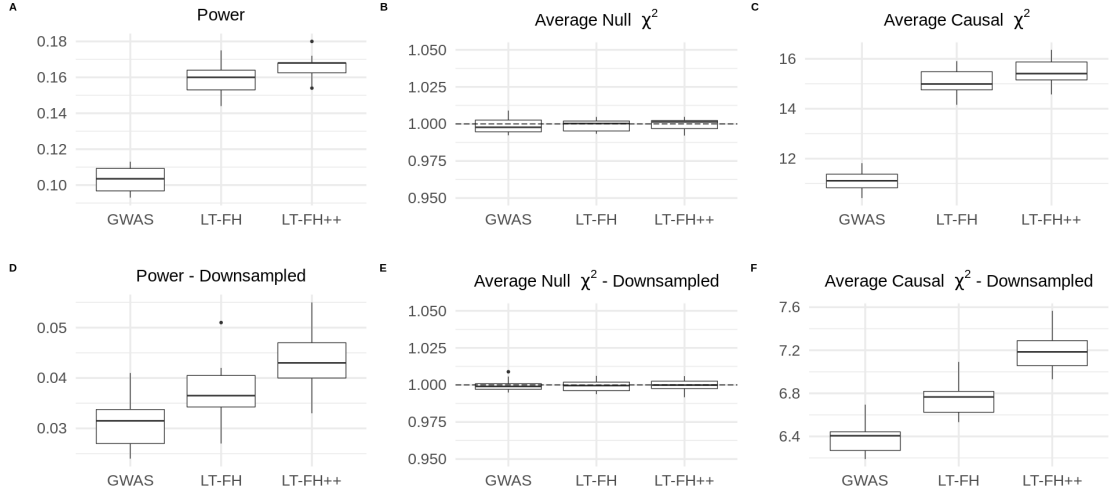 A
Power
0.18
0.16
0.14
0.12
0.10
GWAS LT-FH LT-FH++
B
Average Null χ²
1.050
1.025
1.000
0.975
0.950
GWAS LT-FH LT-FH++
C
Average Causal χ²
16
14
12
GWAS LT-FH LT-FH++
D
Power - Downsampled
0.05
0.04
0.03
GWAS LT-FH LT-FH++
E
Average Null χ² - Downsampled
1.050
1.025
1.000
0.975
0.950
GWAS LT-FH LT-FH++
F
Average Causal χ² - Downsampled
7.6
7.2
6.8
6.4
GWAS LT-FH LT-FH++